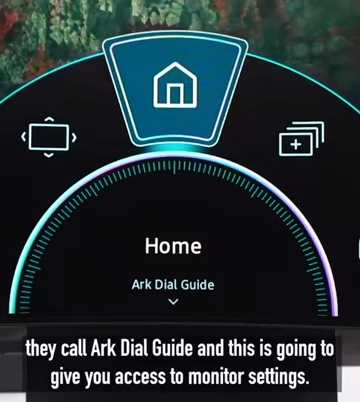 Home
Ark Dial Guide
they call Ark Dial Guide and this is going to
give you access to monitor settings.